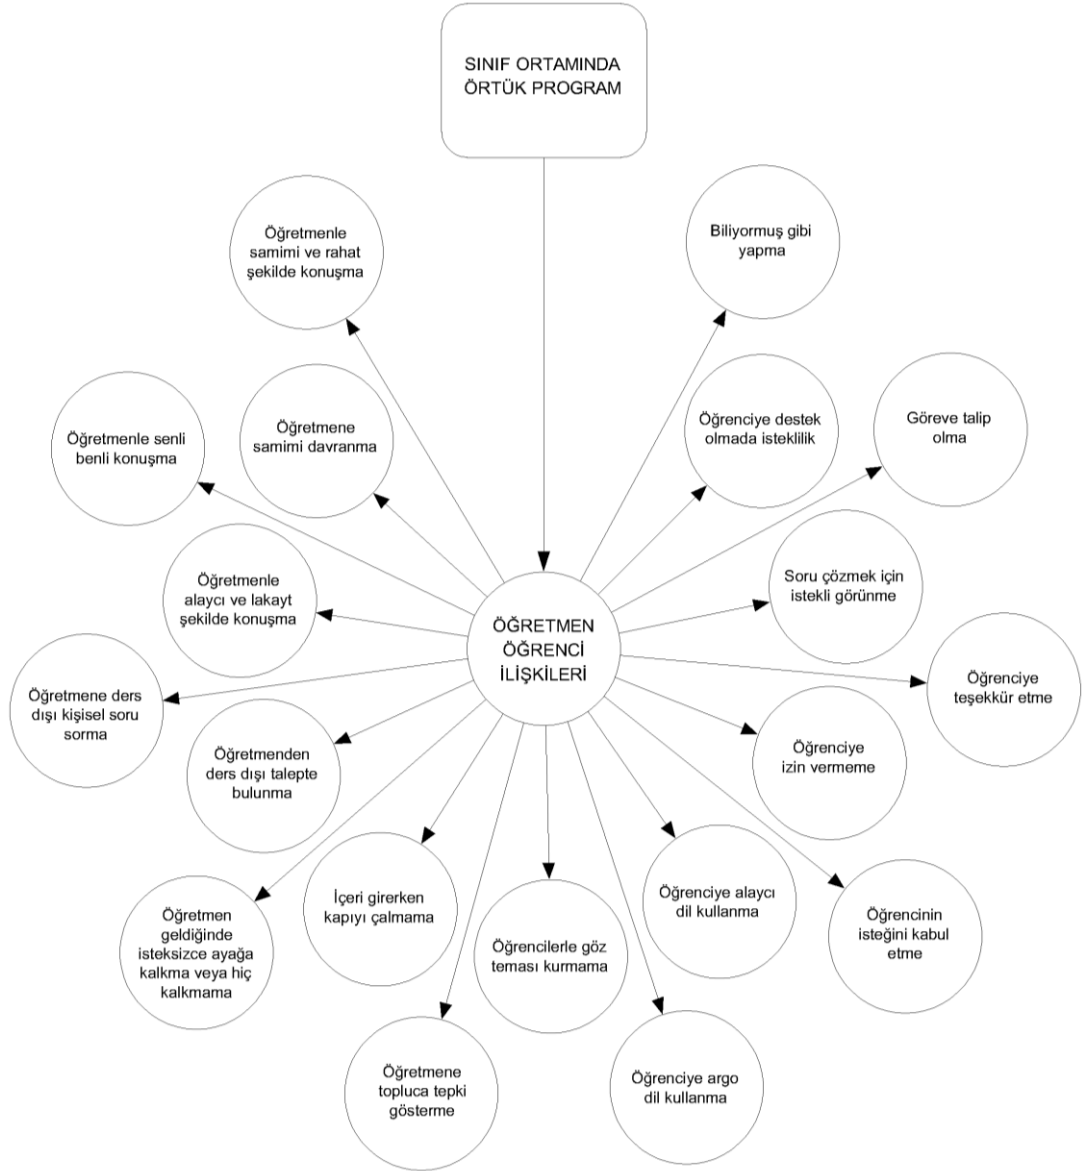 SINIF ORTAMINDA
ÖRTÜK PROGRAM
Öğretmenle
samimi ve rahat
şekilde konuşma
Biliyormuş gibi
yapma
Öğretmenle senli
benli konuşma
Öğretmene
samimi davranma
Öğrenciye destek
olmada isteklilik
Göreve talip
olma
Öğretmenle
alaycı ve lakayt
şekilde konuşma
Soru çözmek için
istekli görünme
ÖĞRETMEN
ÖĞRENCİ
İLİŞKİLERİ
Öğretmene ders
dışı kişisel soru
sorma
Öğrenciye
teşekkür etme
Öğretmenden
ders dışı talepte
bulunma
Öğrenciye
izin vermeme
Öğretmen
geldiğinde
isteksizce ayağa
kalkma veya hiç
kalkmama
İçeri girerken
kapıyı çalmama
Öğrencilerle göz
teması kurmama
Öğrenciye alaycı
dil kullanma
Öğrencinin
isteğini kabul
etme
Öğretmene
topluca tepki
gösterme
Öğrenciye argo
dil kullanma